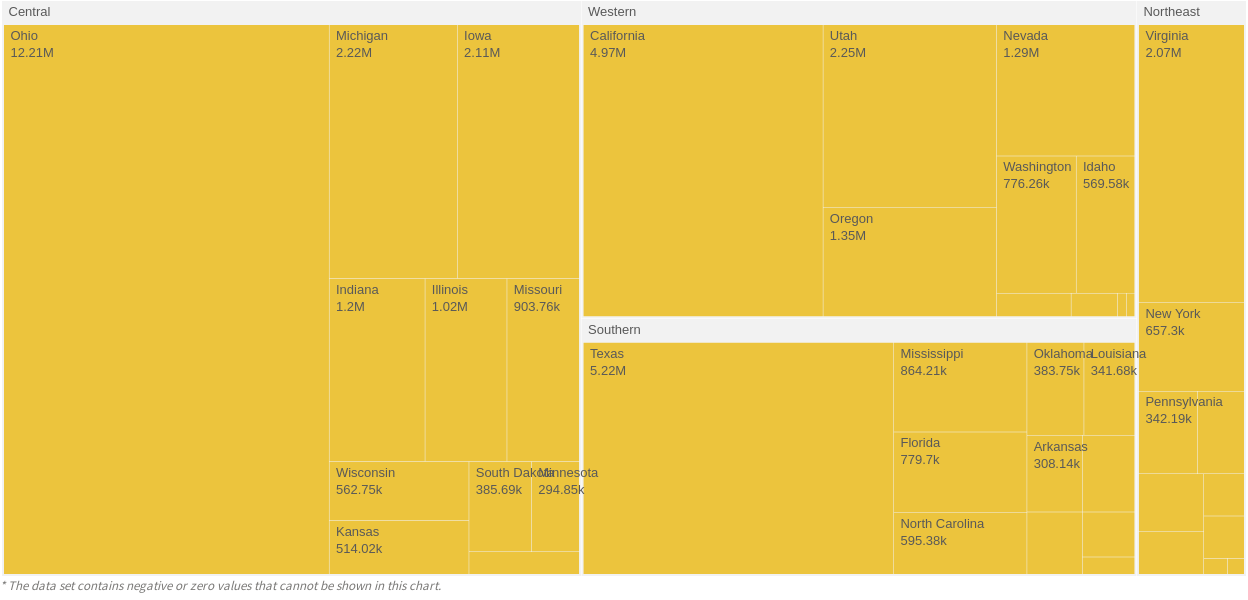 Central
Ohio
12.21M
Michigan
2.22M
Iowa
2.11M
Indiana
1.2M
Illinois
1.02M
Missouri
903.76k
Wisconsin
562.75k
Kansas
514.02k
South Dakota
385.69k
Minnesota
294.85k
Western
California
4.97M
Utah
2.25M
Oregon
1.35M
Nevada
1.29M
Washington
776.26k
Idaho
569.58k
Southern
Texas
5.22M
Mississippi
864.21k
Florida
779.7k
North Carolina
595.38k
Oklahoma
383.75k
Louisiana
341.68k
Arkansas
308.14k
Northeast
Virginia
2.07M
New York
657.3k
Pennsylvania
342.19k
* The data set contains negative or zero values that cannot be shown in this chart.